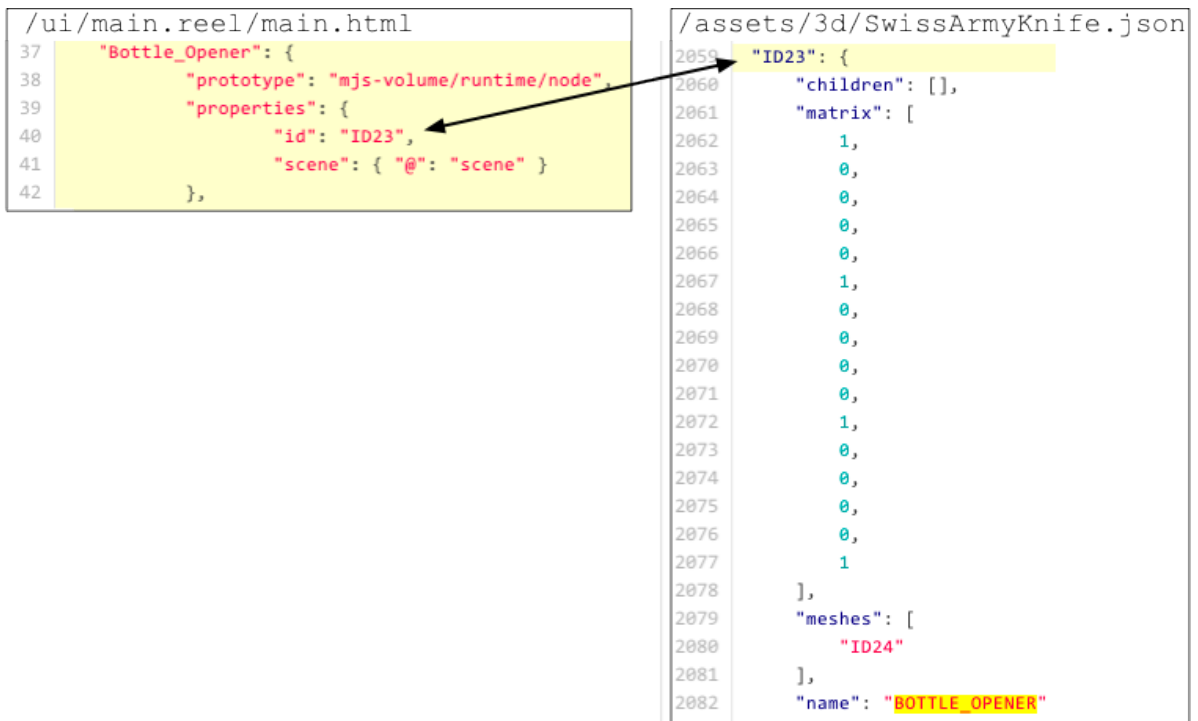 /ui/main.reel/main.html
37 "Bottle_Opener": {
38 "prototype": "mjs-volume/runtime/node",
39 "properties": {
40 "id": "ID23",
41 "scene": { "@": "scene" }
42 },
/assets/3d/SwissArmyKnife.json
2059 "ID23": {
2060 "children": [],
2061 "matrix": [
2062 1,
2063 0,
2064 0,
2065 0,
2066 0,
2067 1,
2068 0,
2069 0,
2070 0,
2071 0,
2072 1,
2073 0,
2074 0,
2075 0,
2076 0,
2077 1
2078 ],
2079 "meshes": [
2080 "ID24"
2081 ],
2082 "name": "BOTTLE_OPENER"